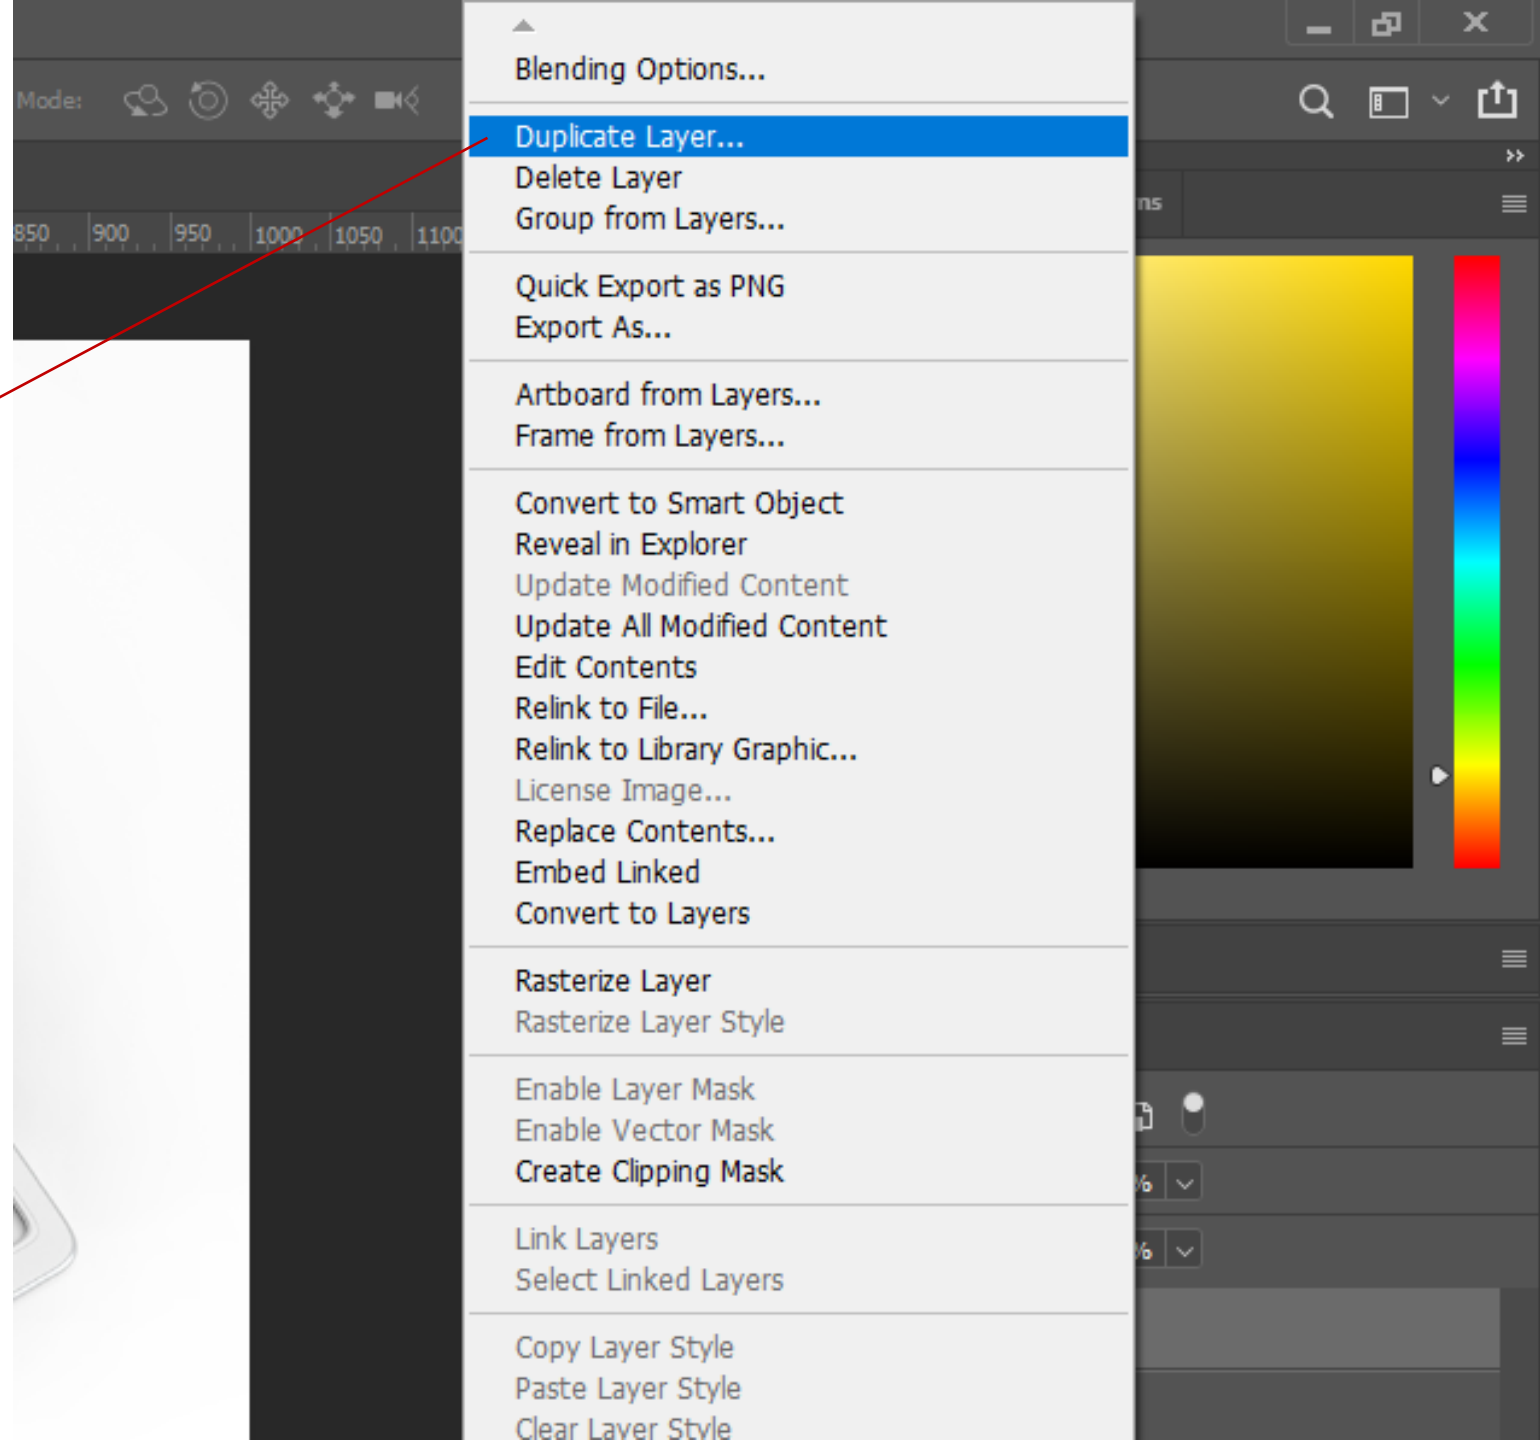 Blending Options...
Mode:
Duplicate Layer...
Delete Layer
ns
Group from Layers...
850 900 950 1000 1050 1100
Quick Export as PNG
Export As...
Artboard from Layers...
Frame from Layers...
Convert to Smart Object
Reveal in Explorer
Update Modified Content
Update All Modified Content
Edit Contents
Relink to File...
Relink to Library Graphic...
License Image...
Replace Contents...
Embed Linked
Convert to Layers
Rasterize Layer
Rasterize Layer Style
Enable Layer Mask
Enable Vector Mask
Create Clipping Mask
%
Link Layers
%
Select Linked Layers
Copy Layer Style
Paste Layer Style
Clear Layer Style